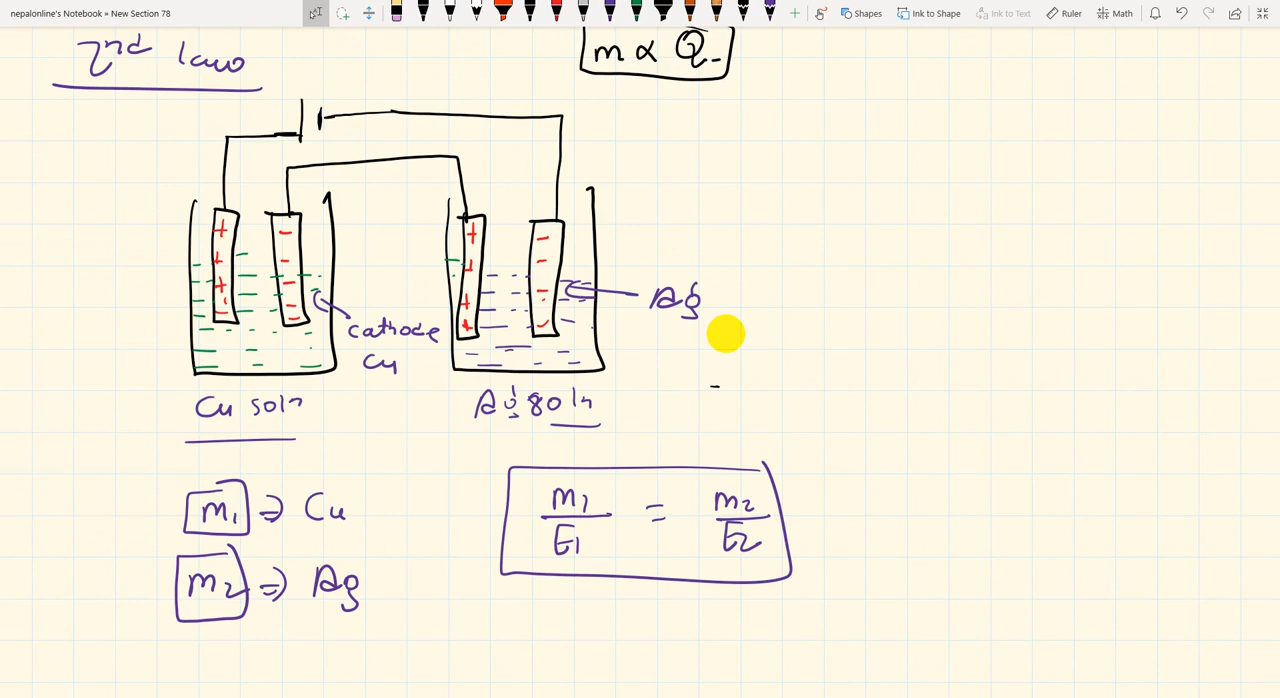 nepalonline's Notebook » New Section 78
Shapes Ink to Shape Ink to Text Ruler Math
2nd law
m ∝ Q
+ - + -
cathode
Cu
Ag
Cu soln
Ag soln
m1 ⇒ Cu
m2 ⇒ Ag
m1/E1 = m2/E2